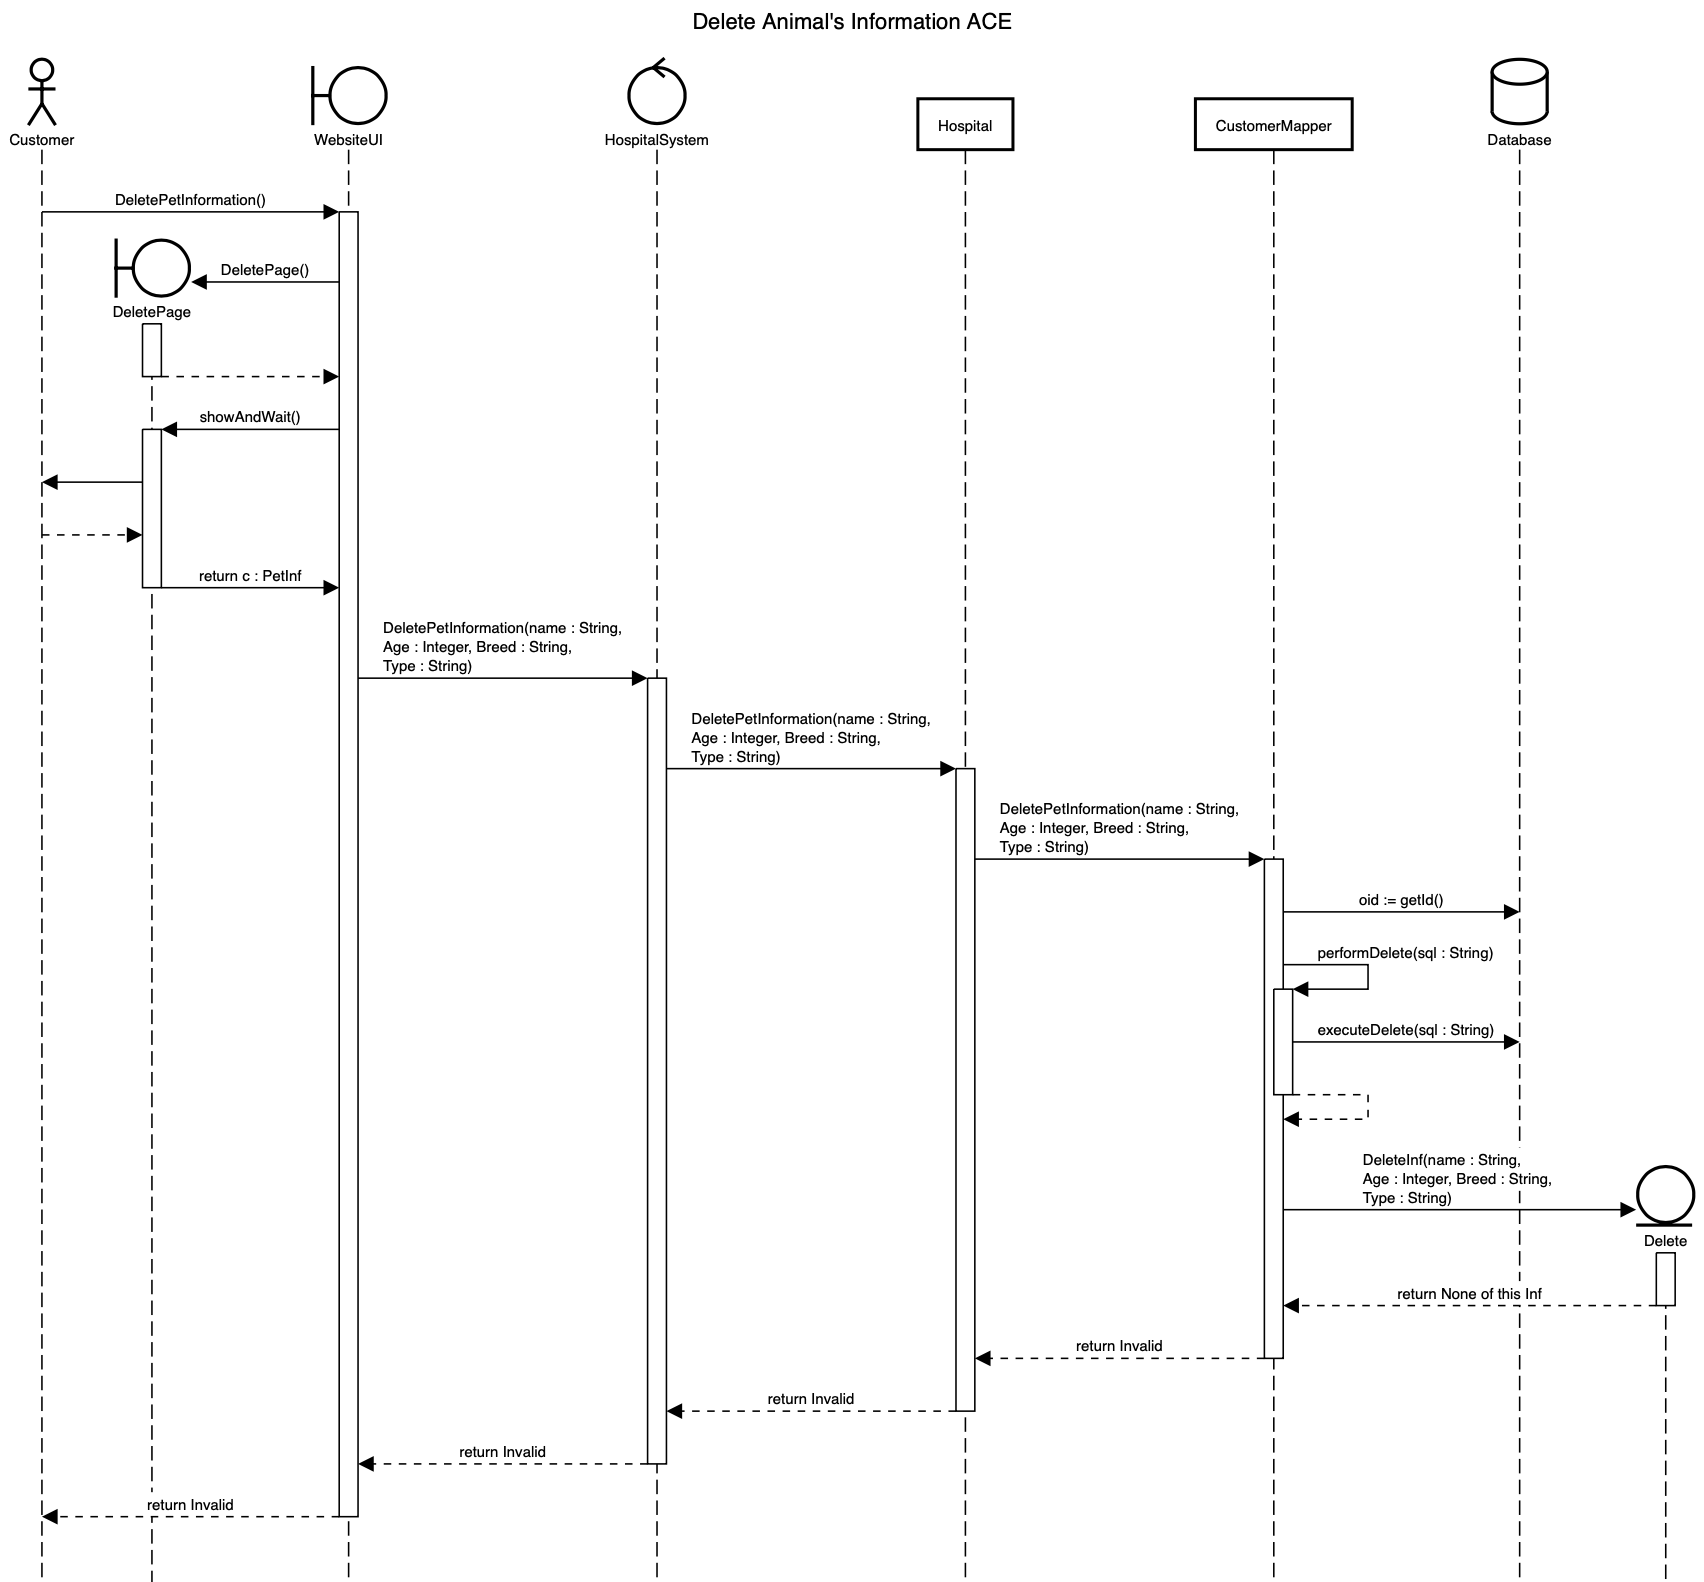 Delete Animal's Information ACE
Customer
WebsiteUI
HospitalSystem
Hospital
CustomerMapper
Database
DeletePetInformation()
DeletePage()
DeletePage
showAndWait()
return c : PetInf
DeletePetInformation(name : String,
Age : Integer, Breed : String,
Type : String)
DeletePetInformation(name : String,
Age : Integer, Breed : String,
Type : String)
DeletePetInformation(name : String,
Age : Integer, Breed : String,
Type : String)
oid := getId()
performDelete(sql : String)
executeDelete(sql : String)
DeleteInf(name : String,
Age : Integer, Breed : String,
Type : String)
Delete
return None of this Inf
return Invalid
return Invalid
return Invalid
return Invalid